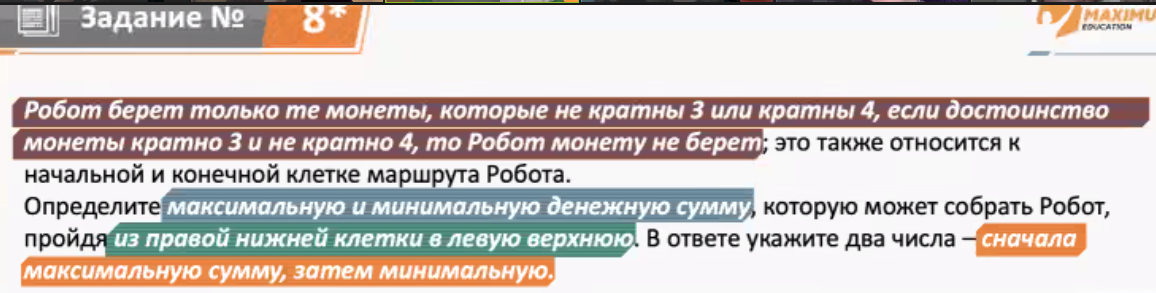 Задание № 8*
MAXIMU
EDUCATION
Робот берет только те монеты, которые не кратны 3 или кратны 4, если достоинство
монеты кратно 3 и не кратно 4, то Робот монету не берет; это также относится к
начальной и конечной клетке маршрута Робота.
Определите максимальную и минимальную денежную сумму, которую может собрать Робот,
пройдя из правой нижней клетки в левую верхнюю. В ответе укажите два числа – сначала
максимальную сумму, затем минимальную.